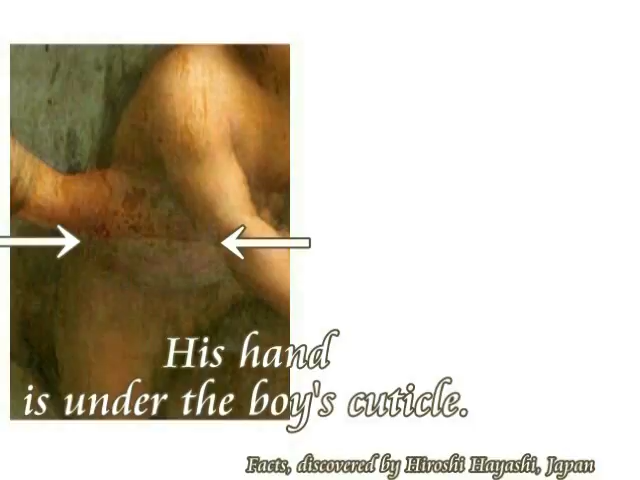 His hand
is under the boy's cuticle.
Facts, discovered by Hiroshi Hayashi, Japan